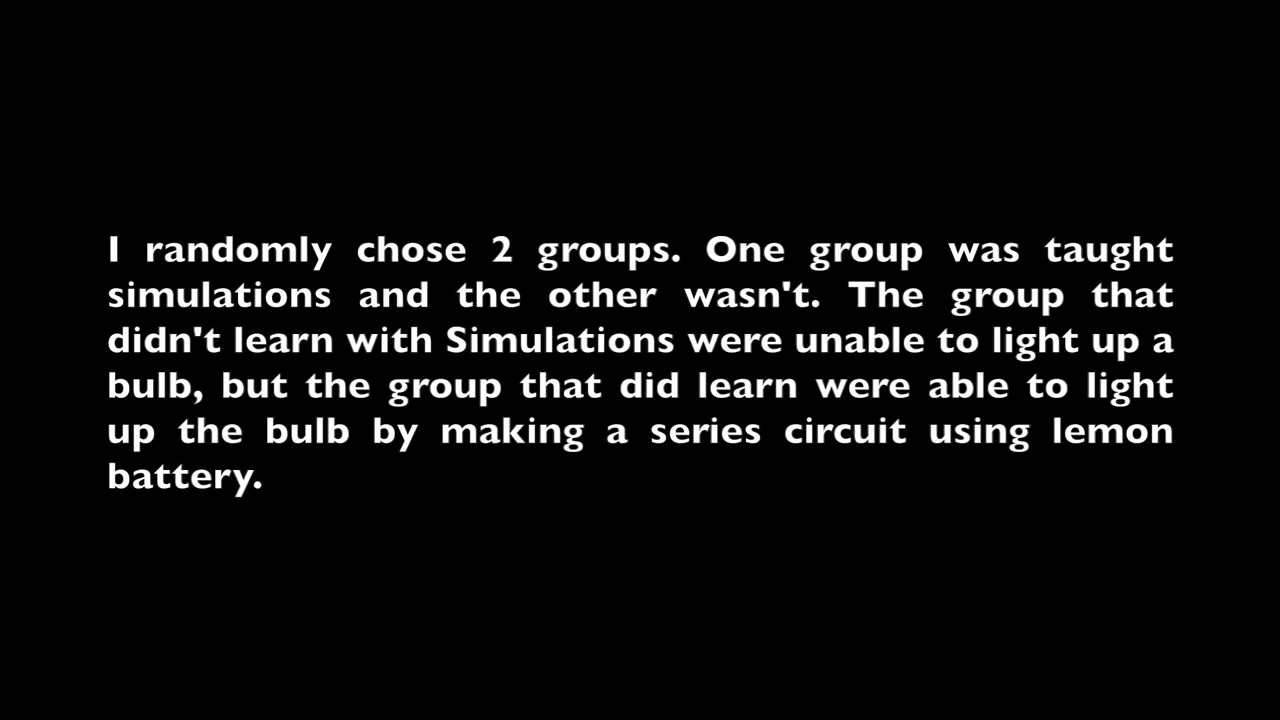 I randomly chose 2 groups. One group was taught
simulations and the other wasn't. The group that
didn't learn with Simulations were unable to light up a
bulb, but the group that did learn were able to light
up the bulb by making a series circuit using lemon
battery.